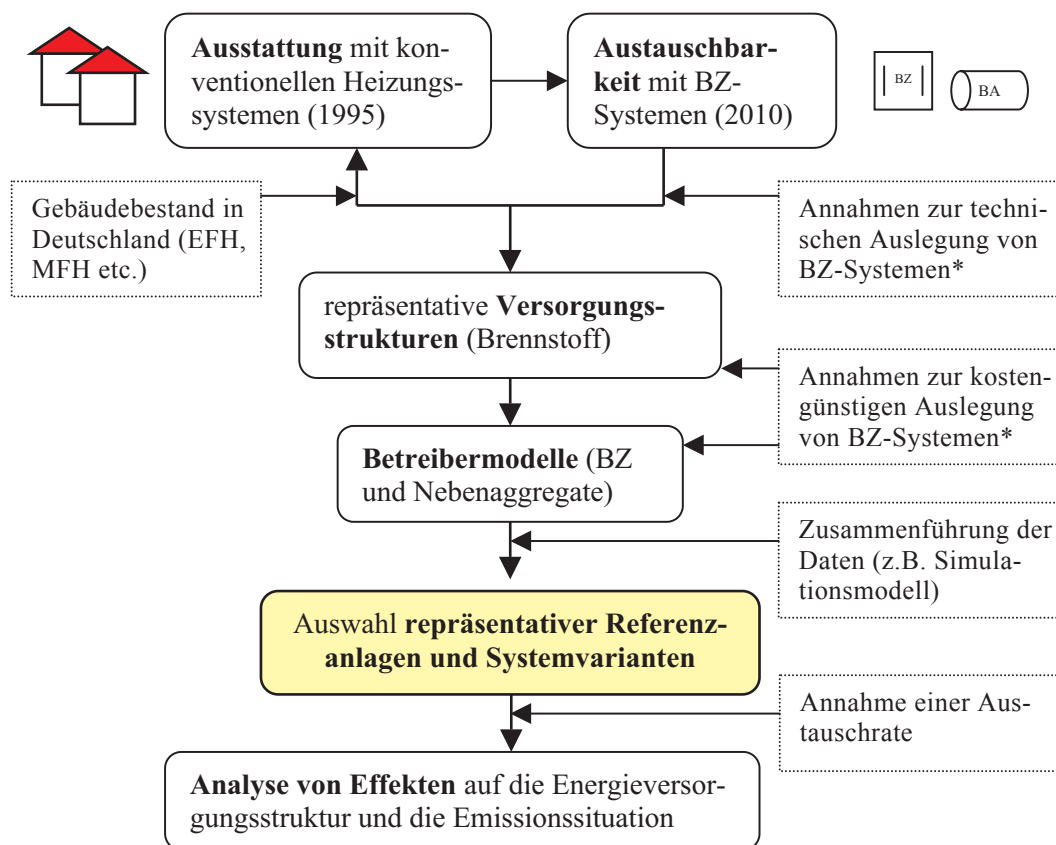 Ausstattung mit kon-
ventionellen Heizungs-
systemen (1995)
Austauschbar-
keit mit BZ-
Systemen (2010)
BZ
BA
Gebäudebestand in
Deutschland (EFH,
MFH etc.)
Annahmen zur techni-
schen Auslegung von
BZ-Systemen*
repräsentative Versorgungs-
strukturen (Brennstoff)
Annahmen zur kosten-
günstigen Auslegung
von BZ-Systemen*
Betreibermodelle (BZ
und Nebenaggregate)
Zusammenführung der
Daten (z.B. Simula-
tionsmodell)
Auswahl repräsentativer Referenz-
anlagen und Systemvarianten
Annahme einer Aus-
tauschrate
Analyse von Effekten auf die Energieversor-
gungsstruktur und die Emissionssituation